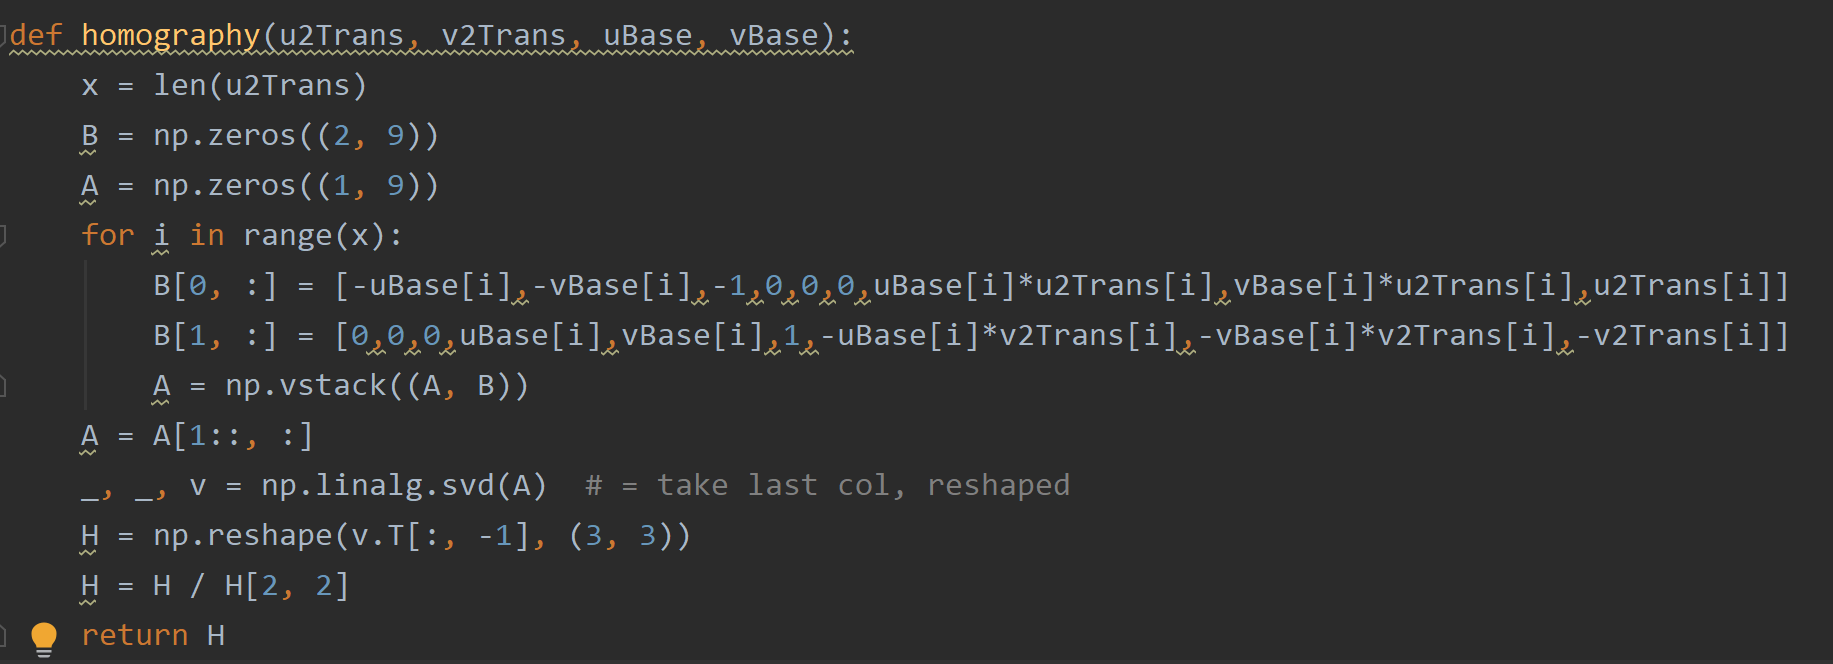 def homography(u2Trans, v2Trans, uBase, vBase):
    x = len(u2Trans)
    B = np.zeros((2, 9))
    A = np.zeros((1, 9))
    for i in range(x):
        B[0, :] = [-uBase[i],-vBase[i],-1,0,0,0,uBase[i]*u2Trans[i],vBase[i]*u2Trans[i],u2Trans[i]]
        B[1, :] = [0,0,0,uBase[i],vBase[i],1,-uBase[i]*v2Trans[i],-vBase[i]*v2Trans[i],-v2Trans[i]]
        A = np.vstack((A, B))
    A = A[1::, :]
    _, _, v = np.linalg.svd(A)  # = take last col, reshaped
    H = np.reshape(v.T[:, -1], (3, 3))
    H = H / H[2, 2]
    return H